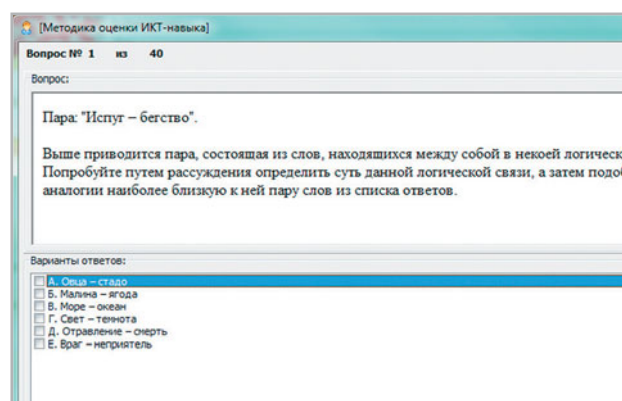 [Методика оценки ИКТ-навыка]
Вопрос № 1 из 40
Вопрос:
Пара: "Испуг – бегство".
Выше приводится пара, состоящая из слов, находящихся между собой в некоей логическ
Попробуйте путем рассуждения определить суть данной логической связи, а затем подоб
аналогии наиболее близкую к ней пару слов из списка ответов.
Варианты ответов:
А. Овца – стадо
Б. Малина – ягода
В. Море – океан
Г. Свет – темнота
Д. Отравление – смерть
Е. Враг – неприятель